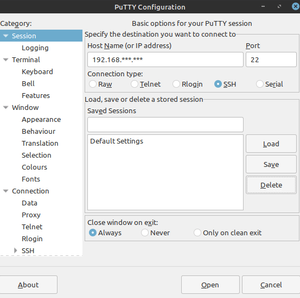 PuTTY Configuration
Category:
Session
Logging
Terminal
Keyboard
Bell
Features
Window
Appearance
Behaviour
Translation
Selection
Colours
Fonts
Connection
Data
Proxy
Telnet
Rlogin
SSH
Basic options for your PuTTY session
Specify the destination you want to connect to
Host Name (or IP address) Port
192.168.***.*** 22
Connection type:
Raw Telnet Rlogin SSH Serial
Load, save or delete a stored session
Saved Sessions
Default Settings
Load
Save
Delete
Close window on exit:
Always Never Only on clean exit
About Open Cancel